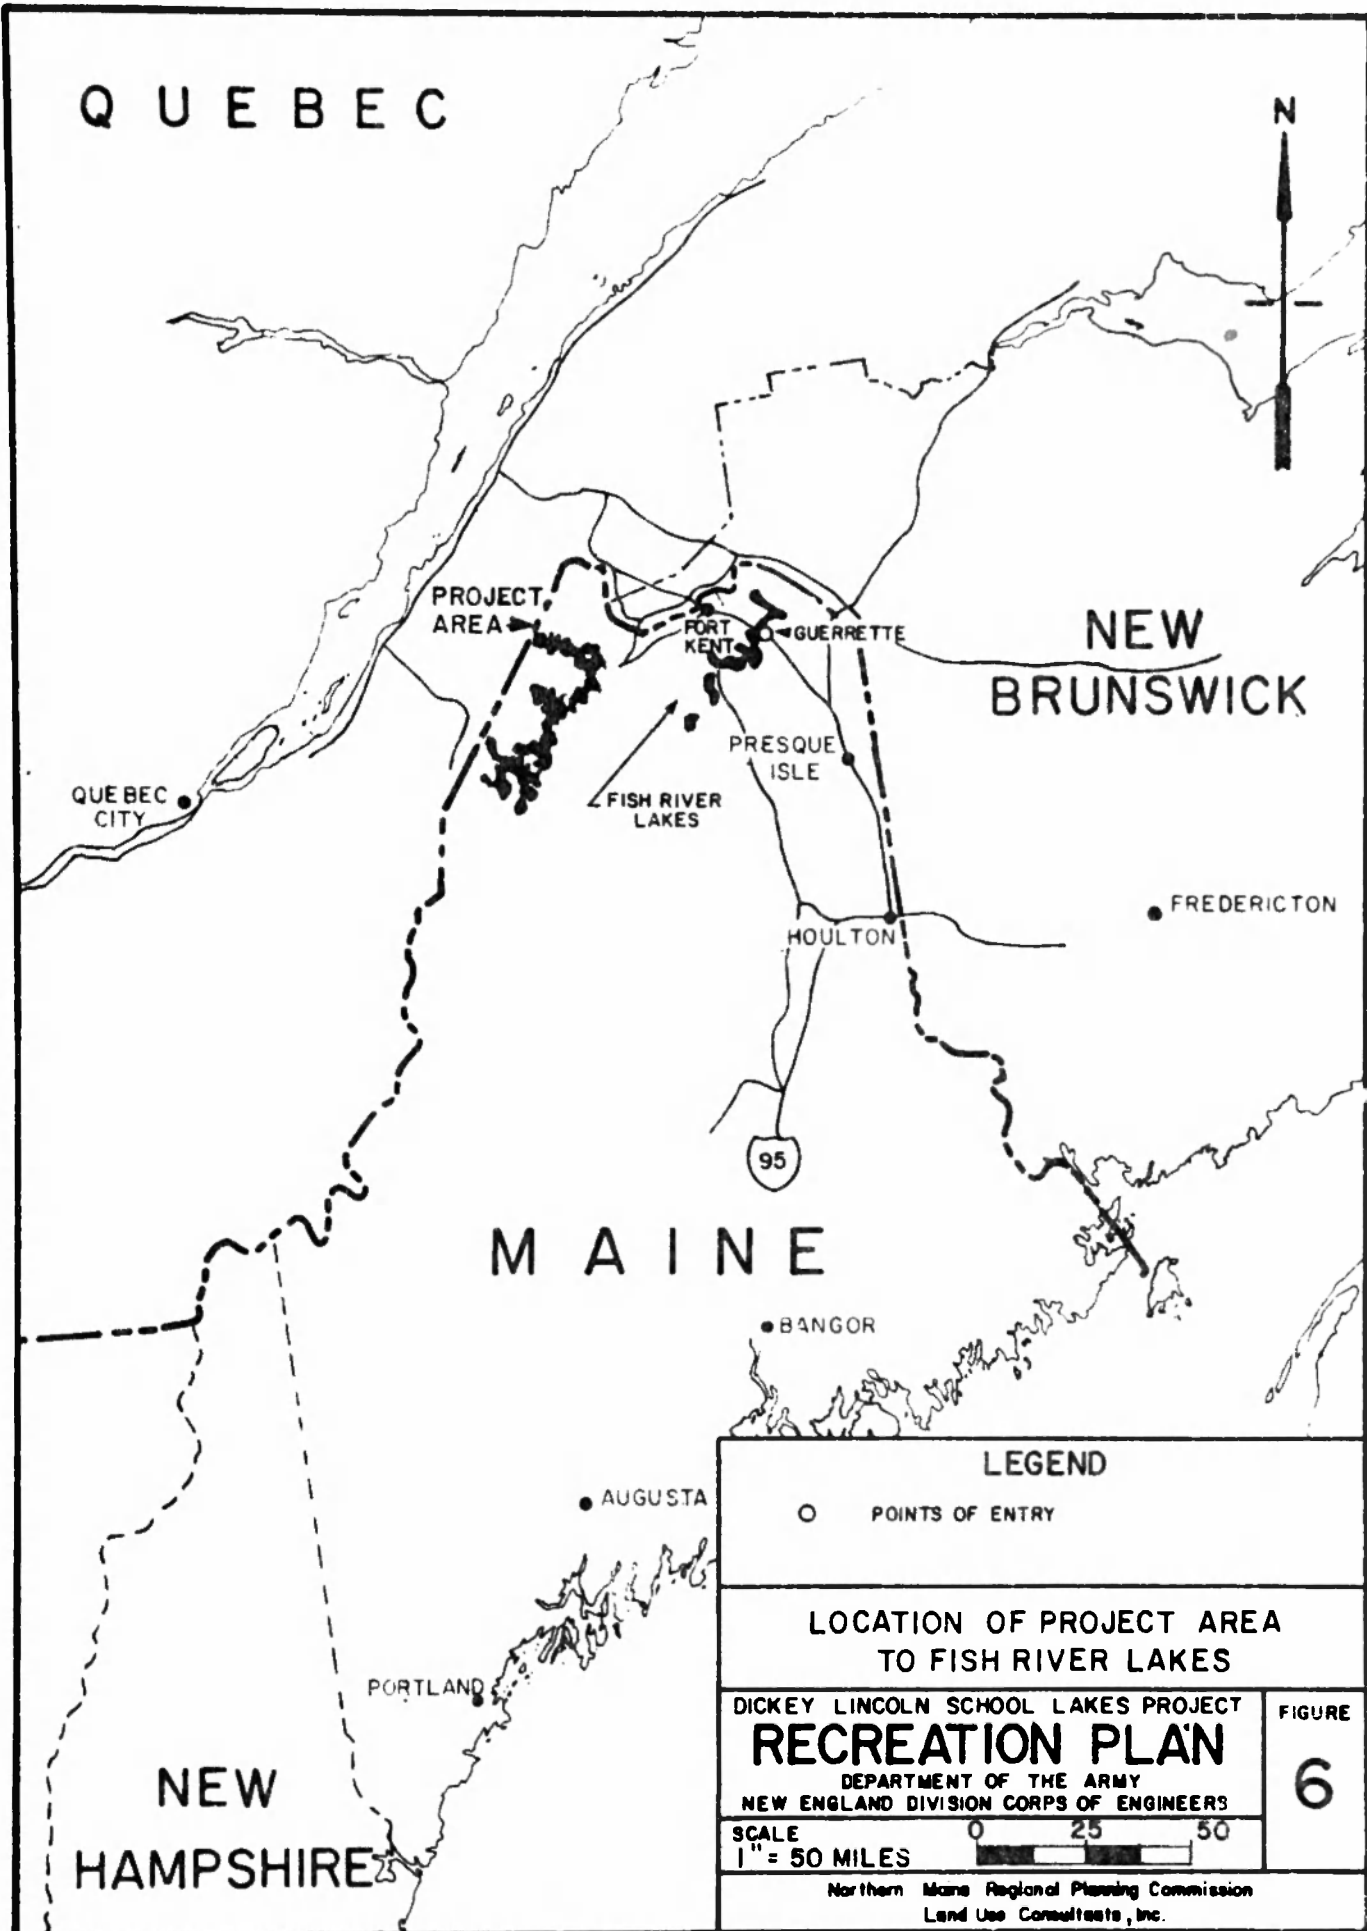 QUEBEC
N
PROJECT
AREA
FORT
KENT
GUERRETTE
NEW
BRUNSWICK
PRESQUE
ISLE
QUEBEC
CITY
FISH RIVER
LAKES
FREDERICTON
HOULTON
95
MAINE
BANGOR
AUGUSTA
PORTLAND
NEW
HAMPSHIRE
LEGEND
POINTS OF ENTRY
LOCATION OF PROJECT AREA
TO FISH RIVER LAKES
DICKEY LINCOLN SCHOOL LAKES PROJECT
RECREATION PLAN
DEPARTMENT OF THE ARMY
NEW ENGLAND DIVISION CORPS OF ENGINEERS
FIGURE
6
SCALE
1" = 50 MILES
0 25 50
Northern Maine Regional Planning Commission
Land Use Consultants, Inc.